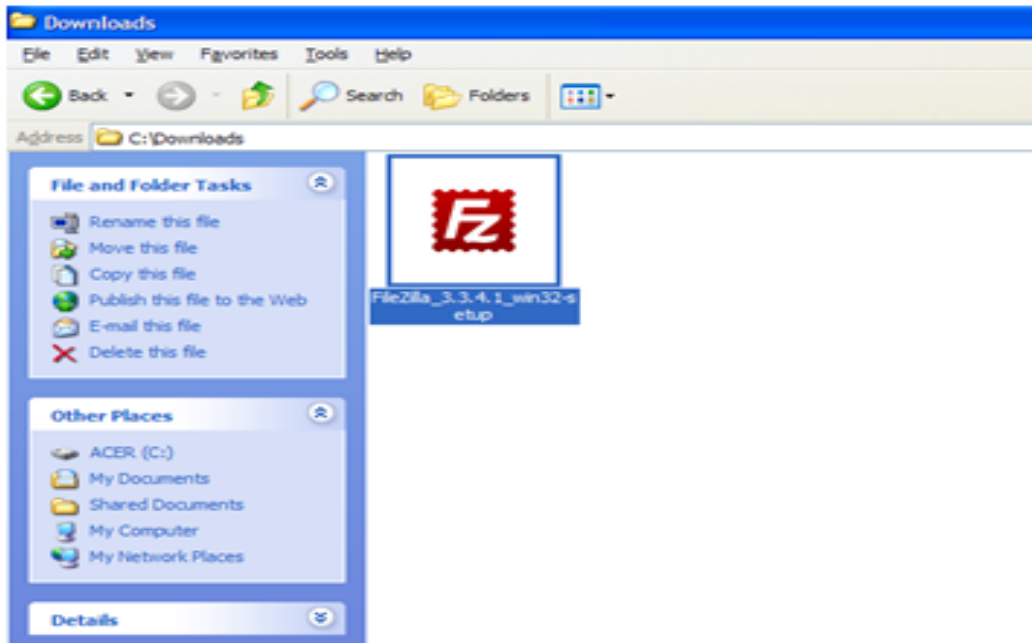 Downloads
File Edit View Favorites Tools Help
Back Search Folders
Address C:\Downloads
File and Folder Tasks
Rename this file
Move this file
Copy this file
Publish this file to the Web
E-mail this file
Delete this file
Other Places
ACER (C:)
My Documents
Shared Documents
My Computer
My Network Places
Details
FZ
FileZilla_3.3.4.1_win32-s
etup